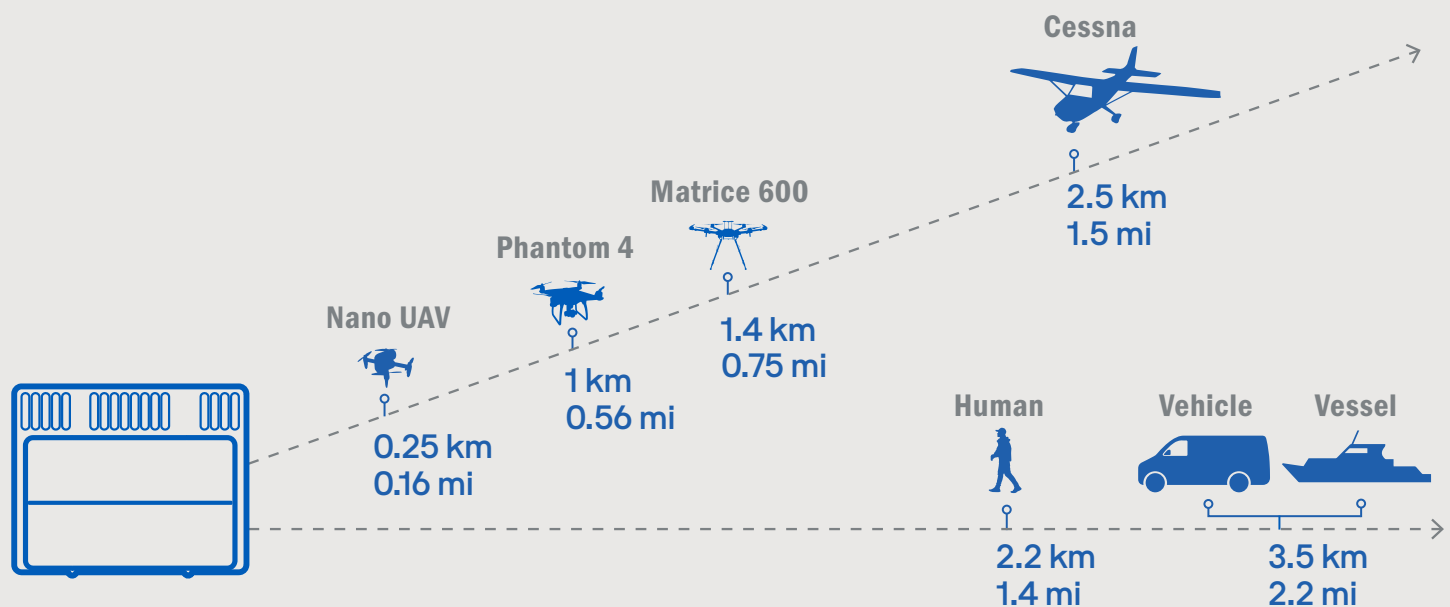 Cessna
2.5 km
1.5 mi
Matrice 600
1.4 km
0.75 mi
Phantom 4
1 km
0.56 mi
Nano UAV
0.25 km
0.16 mi
Human
2.2 km
1.4 mi
Vehicle
Vessel
3.5 km
2.2 mi